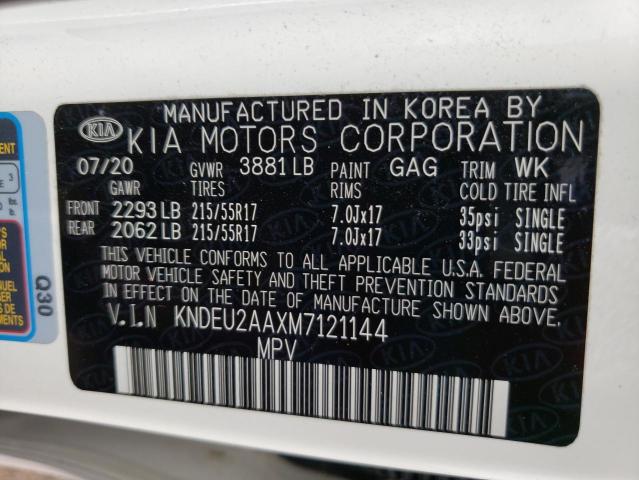 MANUFACTURED IN KOREA BY
KIA KIA MOTORS CORPORATION
07/20 GVWR 3881 LB PAINT GAG TRIM WK
GAWR TIRES RIMS COLD TIRE INFL
FRONT 2293 LB 215/55R17 7.0Jx17 35psi SINGLE
REAR 2062 LB 215/55R17 7.0Jx17 33psi SINGLE
THIS VEHICLE CONFORMS TO ALL APPLICABLE U.S.A. FEDERAL
MOTOR VEHICLE SAFETY AND THEFT PREVENTION STANDARDS
IN EFFECT ON THE DATE OF MANUFACTURE SHOWN ABOVE.
V.I.N KNDEU2AAXM7121144
MPV
Q30